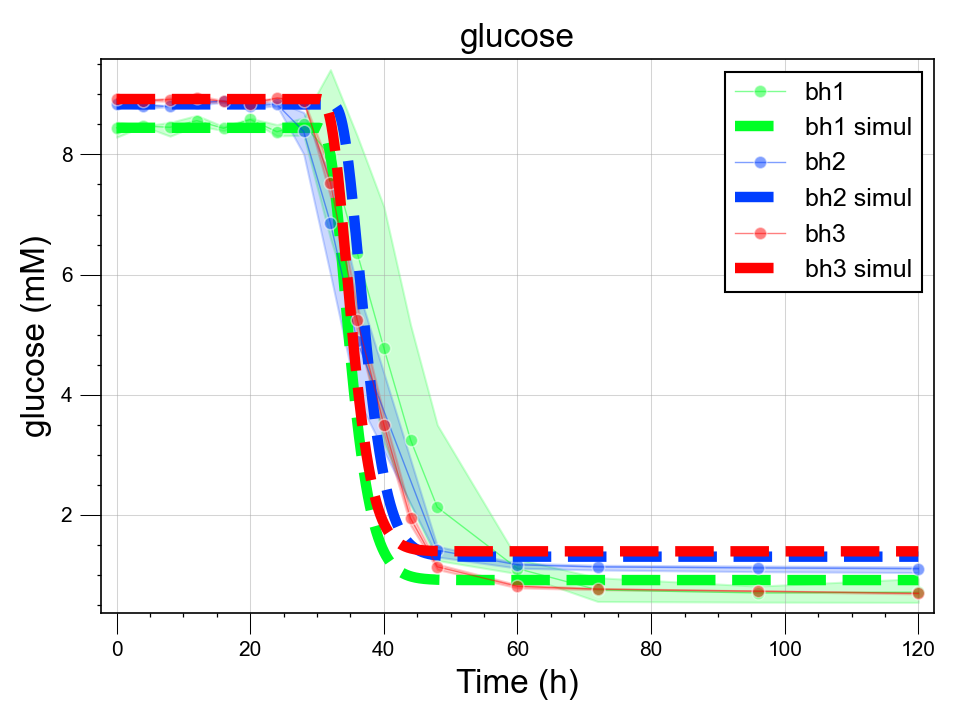 glucose
bh1
bh1 simul
bh2
bh2 simul
bh3
bh3 simul
8
6
4
2
glucose (mM)
0 20 40 60 80 100 120
Time (h)